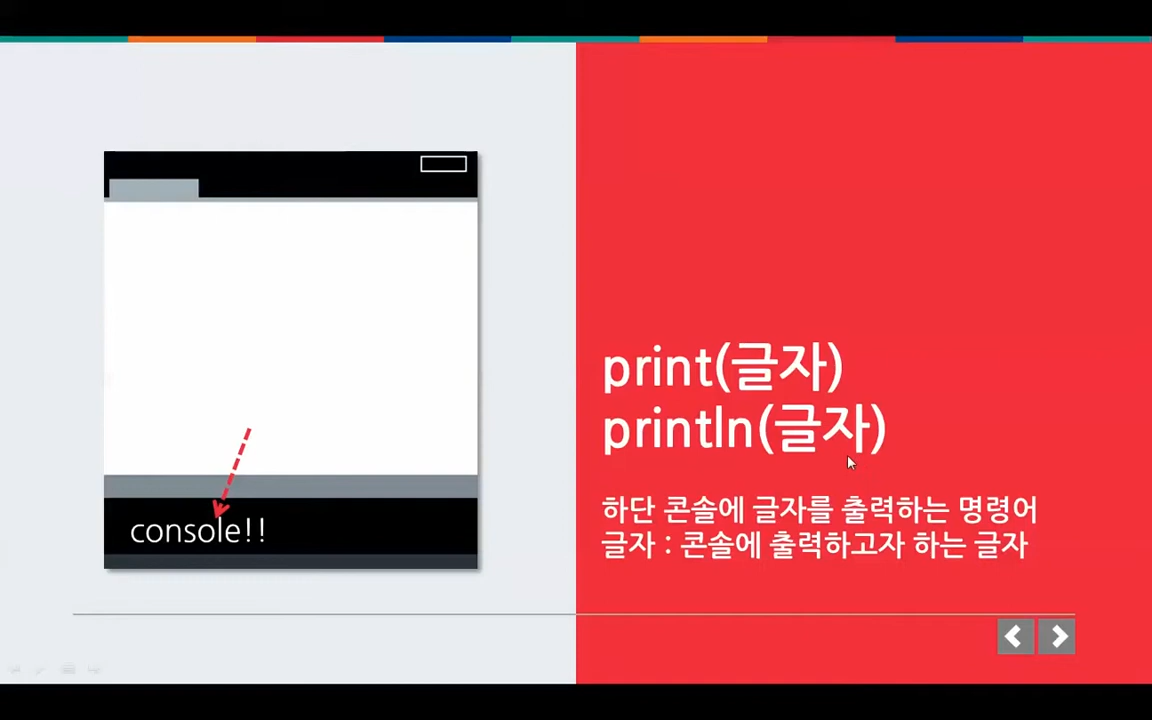 console!!
print(글자)
println(글자)
하단 콘솔에 글자를 출력하는 명령어
글자 : 콘솔에 출력하고자 하는 글자